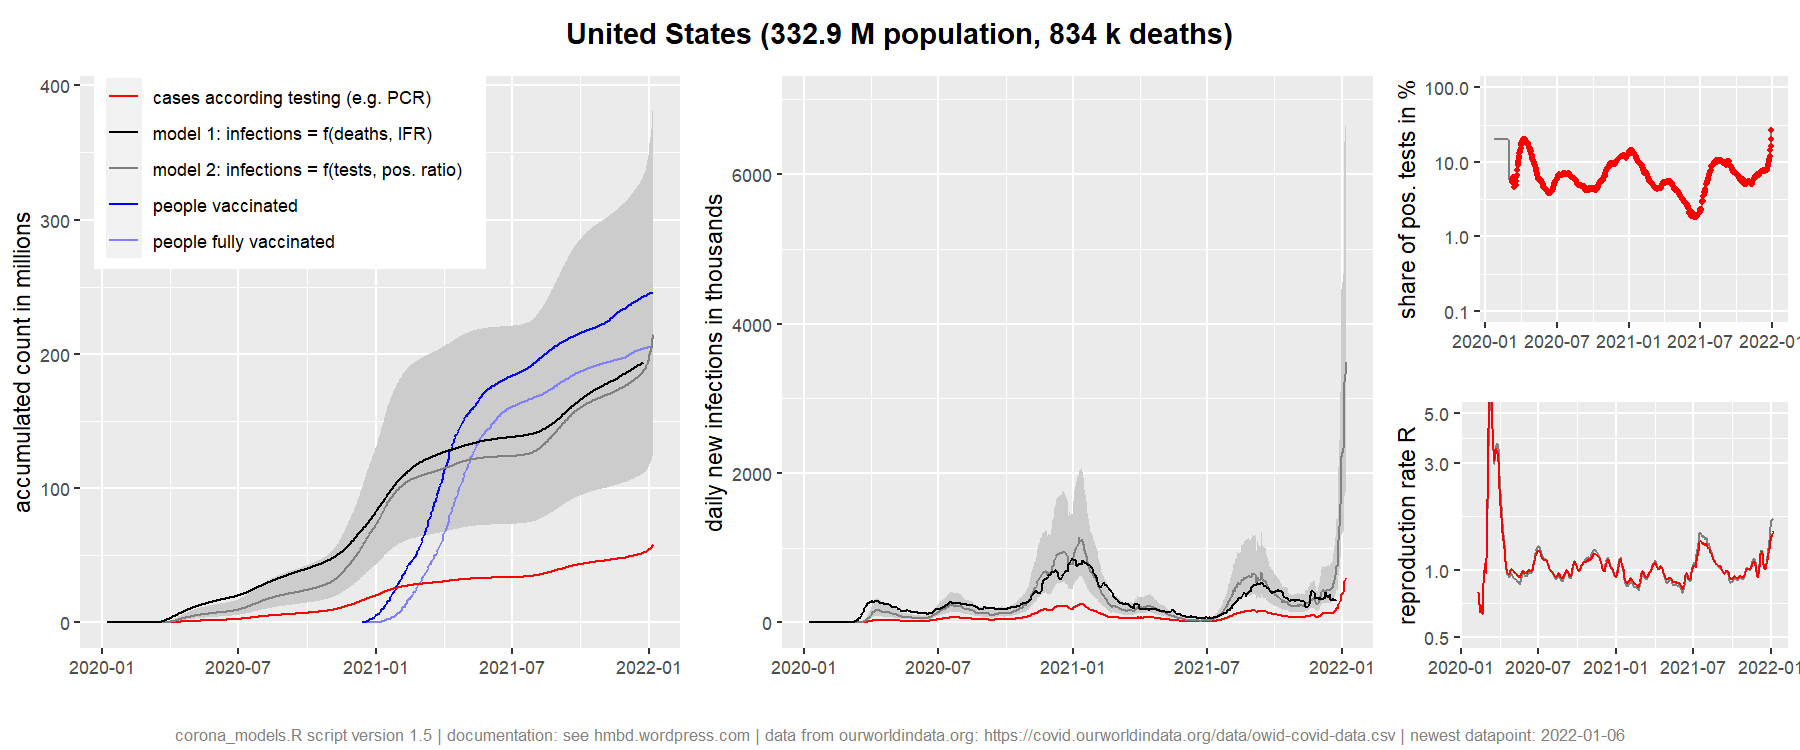 United States (332.9 M population, 834 k deaths)
accumulated count in millions
400
300
200
100
0
cases according testing (e.g. PCR)
model 1: infections = f(deaths, IFR)
model 2: infections = f(tests, pos. ratio)
people vaccinated
people fully vaccinated
2020-01 2020-07 2021-01 2021-07 2022-01
daily new infections in thousands
6000
4000
2000
0
2020-01 2020-07 2021-01 2021-07 2022-01
share of pos. tests in %
100.0
10.0
1.0
0.1
2020-01 2020-07 2021-01 2021-07 2022-01
reproduction rate R
5.0
3.0
1.0
0.5
2020-01 2020-07 2021-01 2021-07 2022-01
corona_models.R script version 1.5 | documentation: see hmbd.wordpress.com | data from ourworldindata.org: https://covid.ourworldindata.org/data/owid-covid-data.csv | newest datapoint: 2022-01-06